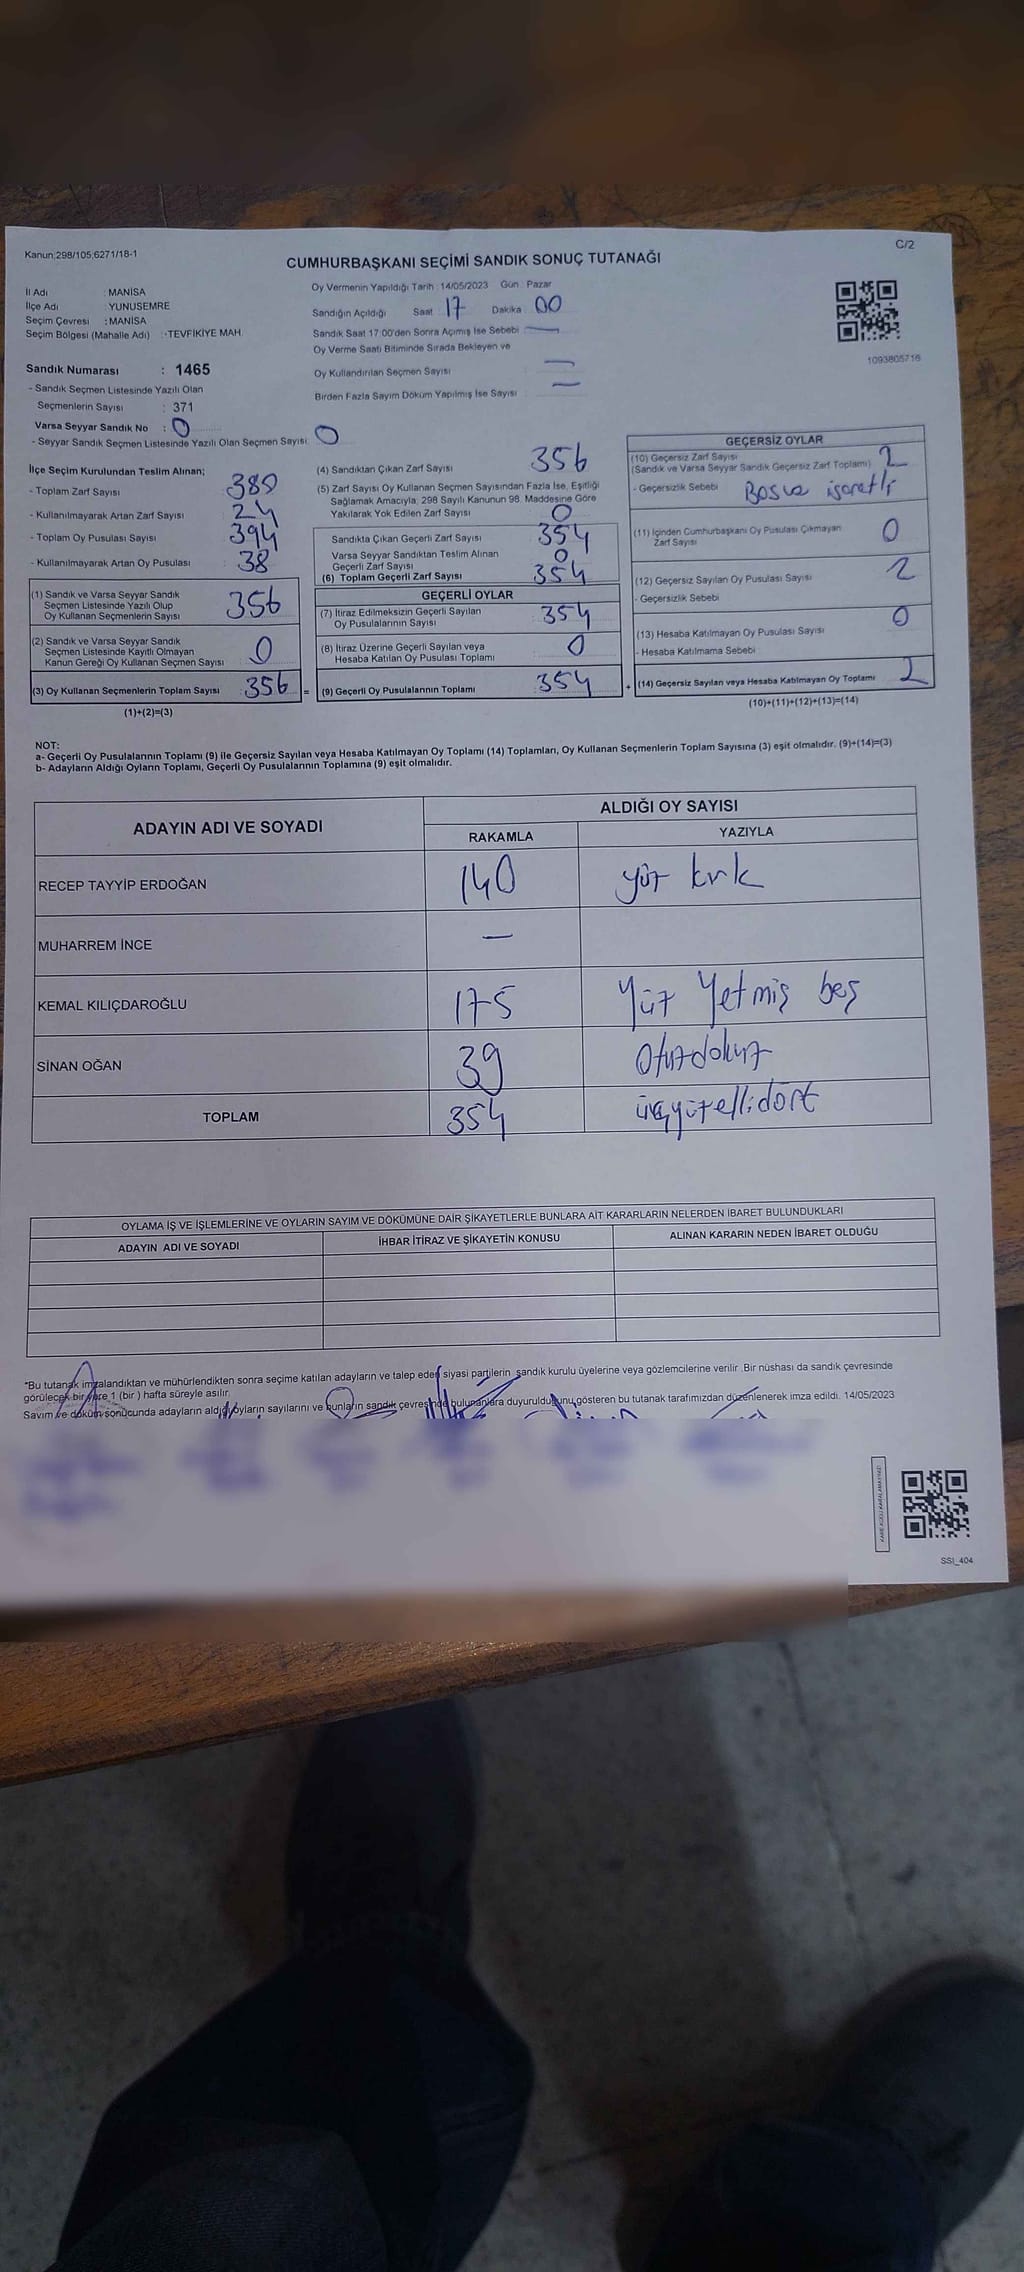 Kanun;298/105;6271/18-1
C/2
CUMHURBAŞKANI SEÇİMİ SANDIK SONUÇ TUTANAĞI
İl Adı : MANİSA
İlçe Adı : YUNUSEMRE
Seçim Çevresi : MANİSA
Seçim Bölgesi (Mahalle Adı) : TEVFİKİYE MAH.
Oy Vermenin Yapıldığı Tarih : 14/05/2023 Gün : Pazar
Sandığın Açıldığı Saat : 17 Dakika : 00
Sandık Saat 17.00'den Sonra Açımış İse Sebebi : —
Oy Verme Saati Bitiminde Sırada Bekleyen ve
Oy Kullandırılan Seçmen Sayısı : —
Birden Fazla Sayım Döküm Yapılmış İse Sayısı : —
1093805716
Sandık Numarası : 1465
- Sandık Seçmen Listesinde Yazılı Olan
Seçmenlerin Sayısı : 371
Varsa Seyyar Sandık No : 0
- Seyyar Sandık Seçmen Listesinde Yazılı Olan Seçmen Sayısı: 0
İlçe Seçim Kurulundan Teslim Alınan;
- Toplam Zarf Sayısı : 380
- Kullanılmayarak Artan Zarf Sayısı : 24
- Toplam Oy Pusulası Sayısı : 394
- Kullanılmayarak Artan Oy Pusulası : 38
(1) Sandık ve Varsa Seyyar Sandık
Seçmen Listesinde Yazılı Olup
Oy Kullanan Seçmenlerin Sayısı : 356
(2) Sandık ve Varsa Seyyar Sandık
Seçmen Listesinde Kayıtlı Olmayan
Kanun Gereği Oy Kullanan Seçmen Sayısı : 0
(3) Oy Kullanan Seçmenlerin Toplam Sayısı : 356 =
(1)+(2)=(3)
(4) Sandıktan Çıkan Zarf Sayısı : 356
(5) Zarf Sayısı Oy Kullanan Seçmen Sayısından Fazla İse, Eşitliği
Sağlamak Amacıyla; 298 Sayılı Kanunun 98. Maddesine Göre
Yakılarak Yok Edilen Zarf Sayısı : 0
Sandıkta Çıkan Geçerli Zarf Sayısı : 354
Varsa Seyyar Sandıktan Teslim Alınan
Geçerli Zarf Sayısı : 0
(6) Toplam Geçerli Zarf Sayısı : 354
GEÇERLİ OYLAR
(7) İtiraz Edilmeksizin Geçerli Sayılan
Oy Pusulalarının Sayısı : 354
(8) İtiraz Üzerine Geçerli Sayılan veya
Hesaba Katılan Oy Pusulası Toplamı : 0
(9) Geçerli Oy Pusulalarının Toplamı : 354 +
GEÇERSİZ OYLAR
(10) Geçersiz Zarf Sayısı
(Sandık ve Varsa Seyyar Sandık Geçersiz Zarf Toplamı) : 2
- Geçersizlik Sebebi : işaretli
(11) İçinden Cumhurbaşkanı Oy Pusulası Çıkmayan
Zarf Sayısı : 0
(12) Geçersiz Sayılan Oy Pusulası Sayısı : 2
- Geçersizlik Sebebi
(13) Hesaba Katılmayan Oy Pusulası Sayısı : 0
- Hesaba Katılmama Sebebi
(14) Geçersiz Sayılan veya Hesaba Katılmayan Oy Toplamı : 2
(10)+(11)+(12)+(13)=(14)
NOT:
a- Geçerli Oy Pusulalarının Toplamı (9) ile Geçersiz Sayılan veya Hesaba Katılmayan Oy Toplamı (14) Toplamları, Oy Kullanan Seçmenlerin Toplam Sayısına (3) eşit olmalıdır. (9)+(14)=(3)
b- Adayların Aldığı Oyların Toplamı, Geçerli Oy Pusulalarının Toplamına (9) eşit olmalıdır.
ADAYIN ADI VE SOYADI
ALDIĞI OY SAYISI
RAKAMLA YAZIYLA
RECEP TAYYİP ERDOĞAN 140 yüz kırk
MUHARREM İNCE —
KEMAL KILIÇDAROĞLU 175 Yüz Yetmiş beş
SİNAN OĞAN 39 Otuzdokuz
TOPLAM 354 üçyüzellidört
OYLAMA İŞ VE İŞLEMLERİNE VE OYLARIN SAYIM VE DÖKÜMÜNE DAİR ŞİKAYETLERLE BUNLARA AİT KARARLARIN NELERDEN İBARET BULUNDUKLARI
ADAYIN ADI VE SOYADI İHBAR İTİRAZ VE ŞİKAYETİN KONUSU ALINAN KARARIN NEDEN İBARET OLDUĞU
*Bu tutanak imzalandıktan ve mühürlendikten sonra seçime katılan adayların ve talep eden siyasi partilerin sandık kurulu üyelerine veya gözlemcilerine verilir. Bir nüshası da sandık çevresinde
görülecek bir yere 1 (bir ) hafta süreyle asılır.
Sayım ve döküm sonucunda adayların aldığı oyların sayılarını ve bunların sandık çevresinde bulunanlara duyurulduğunu gösteren bu tutanak tarafımızdan düzenlenerek imza edildi. 14/05/2023
SSI_404